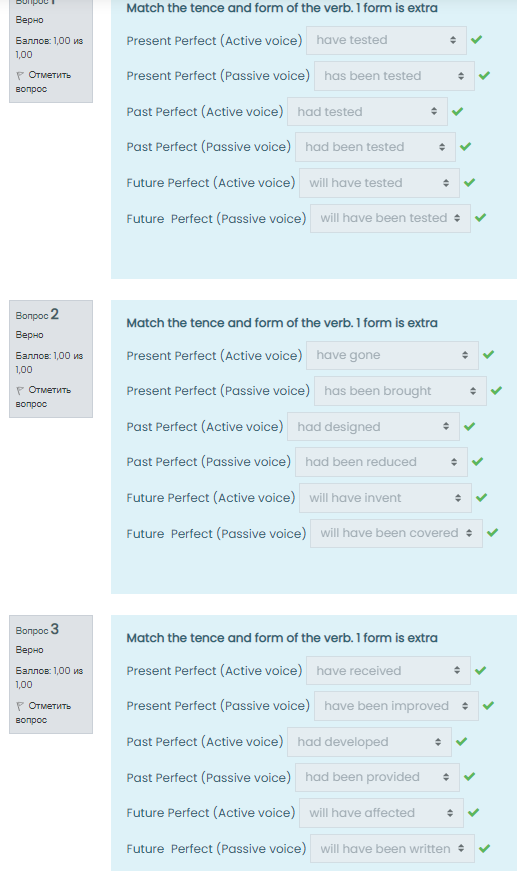 Вопрос 1
Верно
Баллов: 1,00 из
1,00
Отметить
вопрос
Match the tence and form of the verb. 1 form is extra
Present Perfect (Active voice) have tested
Present Perfect (Passive voice) has been tested
Past Perfect (Active voice) had tested
Past Perfect (Passive voice) had been tested
Future Perfect (Active voice) will have tested
Future Perfect (Passive voice) will have been tested
Вопрос 2
Верно
Баллов: 1,00 из
1,00
Отметить
вопрос
Match the tence and form of the verb. 1 form is extra
Present Perfect (Active voice) have gone
Present Perfect (Passive voice) has been brought
Past Perfect (Active voice) had designed
Past Perfect (Passive voice) had been reduced
Future Perfect (Active voice) will have invent
Future Perfect (Passive voice) will have been covered
Вопрос 3
Верно
Баллов: 1,00 из
1,00
Отметить
вопрос
Match the tence and form of the verb. 1 form is extra
Present Perfect (Active voice) have received
Present Perfect (Passive voice) have been improved
Past Perfect (Active voice) had developed
Past Perfect (Passive voice) had been provided
Future Perfect (Active voice) will have affected
Future Perfect (Passive voice) will have been written